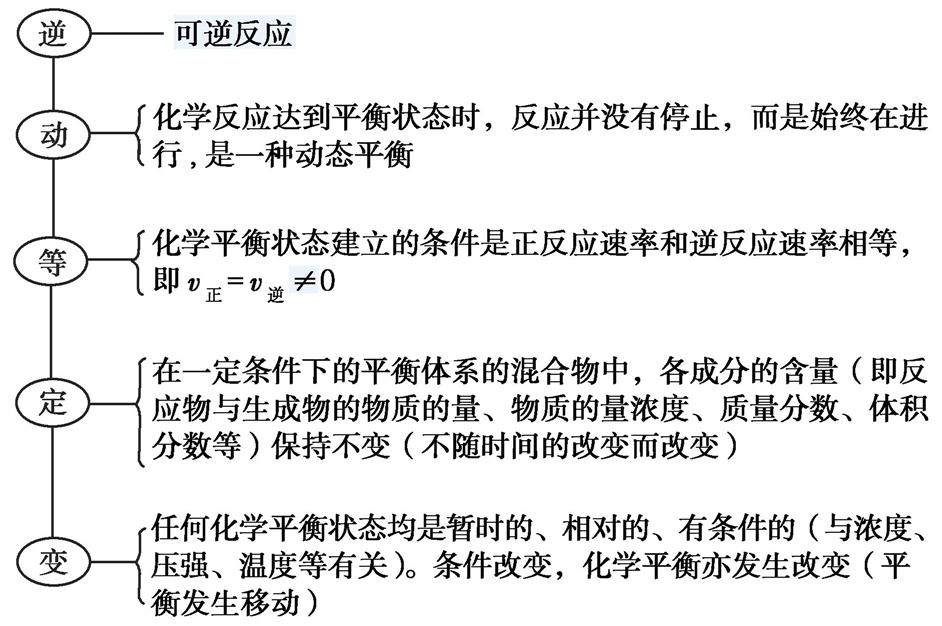 逆 可逆反应
动 化学反应达到平衡状态时，反应并没有停止，而是始终在进
行，是一种动态平衡
等 化学平衡状态建立的条件是正反应速率和逆反应速率相等，
即v正=v逆≠0
定 在一定条件下的平衡体系的混合物中，各成分的含量（即反
应物与生成物的物质的量、物质的量浓度、质量分数、体积
分数等）保持不变（不随时间的改变而改变）
变 任何化学平衡状态均是暂时的、相对的、有条件的（与浓度、
压强、温度等有关）。条件改变，化学平衡亦发生改变（平
衡发生移动）